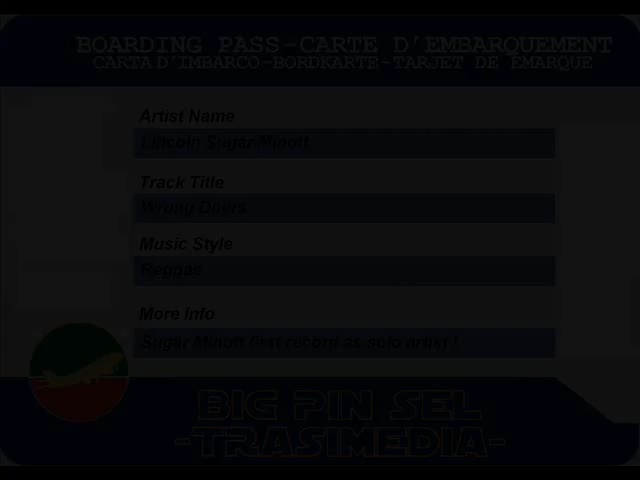 BOARDING PASS-CARTE D'EMBARQUEMENT
CARTA D'IMBARCO-BORDKARTE-TARJET DE EMARQUE
Artist Name
Lincoln Sugar Minott
Track Title
Wrong Doers
Music Style
Reggae
More Info
Sugar Minott first record as solo artist !
BIG PIN SEL
-TRASIMEDIA-